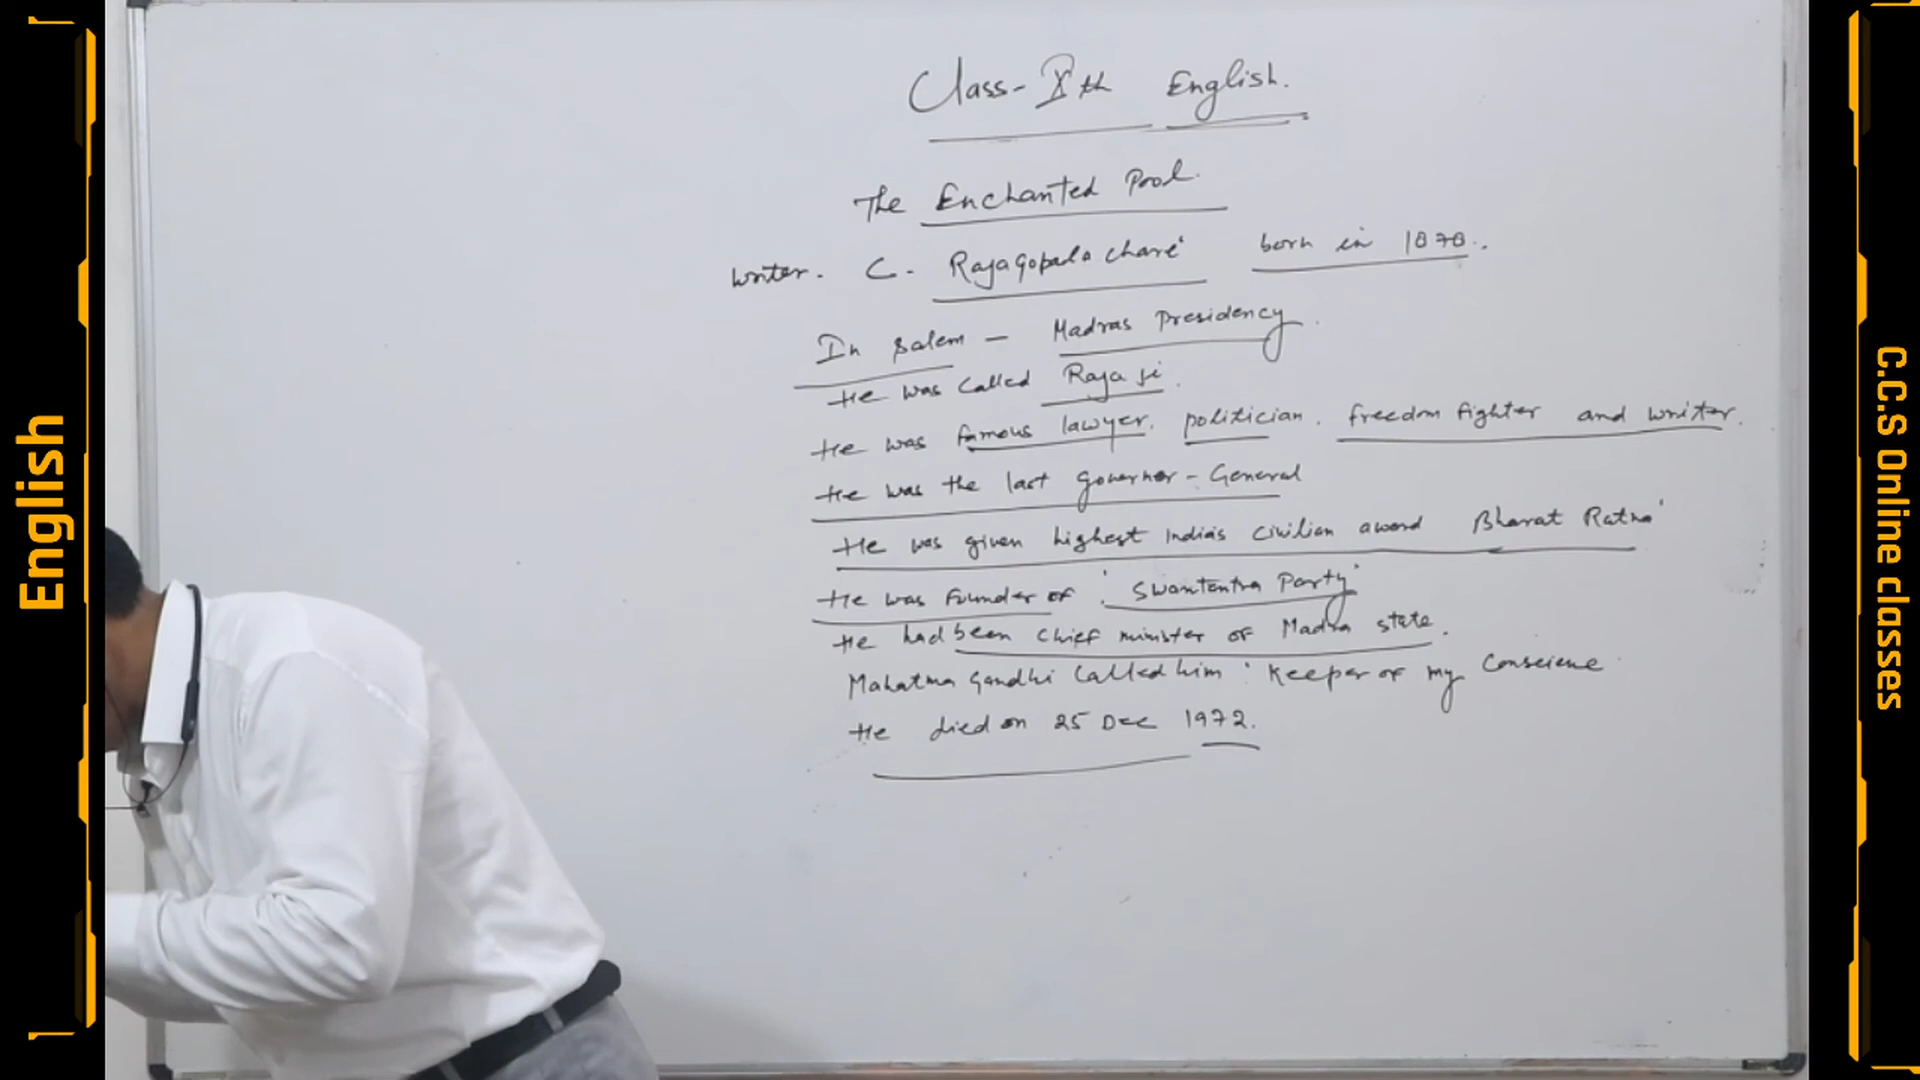 Class-Xth English.
The Enchanted Pool.
Writer. C. Rajagopalachari born in 1878.
In Salem - Madras Presidency.
He was called Raja ji.
He was famous lawyer. politician. freedom fighter and writer.
He was the last governor-General
He was given highest India's civilian award Bharat Ratna'
He was founder of 'Swantantra Party'
He had been chief minister of Madra state.
Mahatma Gandhi called him : Keeper of my
He died on 25 Dec 1972.
English
C.C.S Online classes